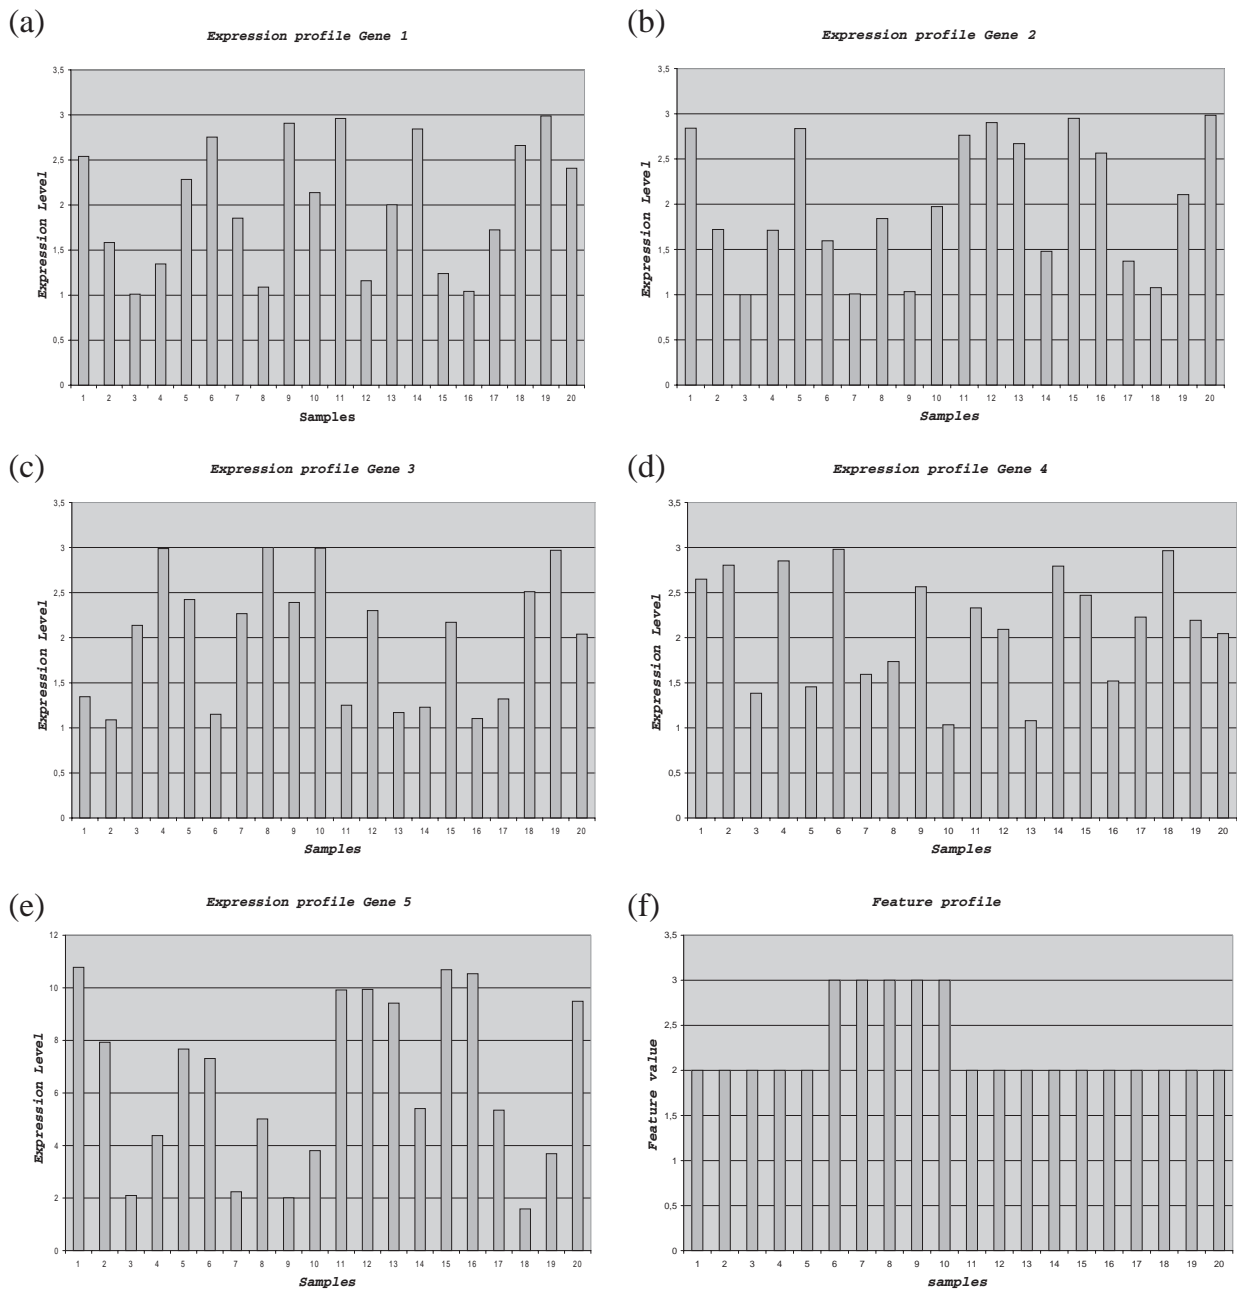 (a)
Expression profile Gene 1
3,5
3
2,5
2
1,5
1
0,5
0
Expression Level
1 2 3 4 5 6 7 8 9 10 11 12 13 14 15 16 17 18 19 20
Samples
(b)
Expression profile Gene 2
3,5
3
2,5
2
1,5
1
0,5
0
Expression Level
1 2 3 4 5 6 7 8 9 10 11 12 13 14 15 16 17 18 19 20
Samples
(c)
Expression profile Gene 3
3,5
3
2,5
2
1,5
1
0,5
0
Expression Level
1 2 3 4 5 6 7 8 9 10 11 12 13 14 15 16 17 18 19 20
Samples
(d)
Expression profile Gene 4
3,5
3
2,5
2
1,5
1
0,5
0
Expression Level
1 2 3 4 5 6 7 8 9 10 11 12 13 14 15 16 17 18 19 20
Samples
(e)
Expression profile Gene 5
12
10
8
6
4
2
0
Expression Level
1 2 3 4 5 6 7 8 9 10 11 12 13 14 15 16 17 18 19 20
Samples
(f)
Feature profile
3,5
3
2,5
2
1,5
1
0,5
0
Feature value
1 2 3 4 5 6 7 8 9 10 11 12 13 14 15 16 17 18 19 20
samples